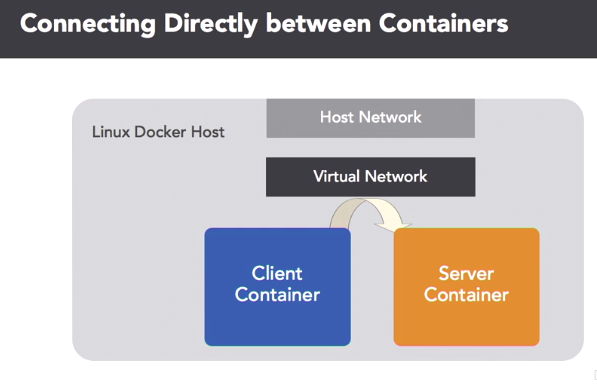 Connecting Directly between Containers
Host Network
Linux Docker Host
Virtual Network
Client
Container
Server
Container